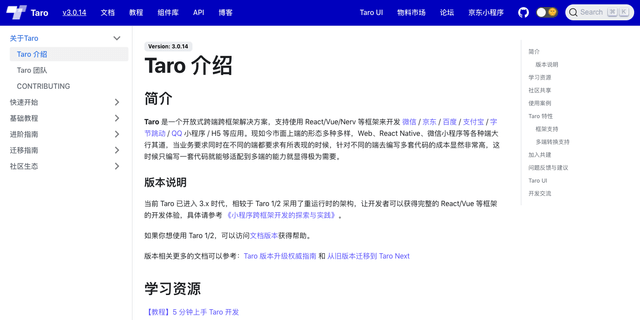 Taro v3.0.14 文档 教程 组件库 API 博客 Taro UI 物料市场 论坛 京东小程序 Search ⌘ K
关于Taro
Taro 介绍
Taro 团队
CONTRIBUTING
快速开始
基础教程
进阶指南
迁移指南
社区生态
Version: 3.0.14
Taro 介绍
简介
Taro 是一个开放式跨端跨框架解决方案，支持使用 React/Vue/Nerv 等框架来开发 微信 / 京东 / 百度 / 支付宝 / 字
节跳动 / QQ 小程序 / H5 等应用。现如今市面上端的形态多种多样，Web、React Native、微信小程序等各种端大
行其道，当业务要求同时在不同的端都要求有所表现的时候，针对不同的端去编写多套代码的成本显然非常高，这
时候只编写一套代码就能够适配到多端的能力就显得极为需要。
版本说明
当前 Taro 已进入 3.x 时代，相较于 Taro 1/2 采用了重运行时的架构，让开发者可以获得完整的 React/Vue 等框架
的开发体验，具体请参考《小程序跨框架开发的探索与实践》。
如果你想使用 Taro 1/2，可以访问文档版本获得帮助。
版本相关更多的文档可以参考：Taro 版本升级权威指南 和 从旧版本迁移到 Taro Next
学习资源
【教程】5 分钟上手 Taro 开发
简介
版本说明
学习资源
社区共享
使用案例
Taro 特性
框架支持
多端转换支持
加入共建
问题反馈与建议
Taro UI
开发交流